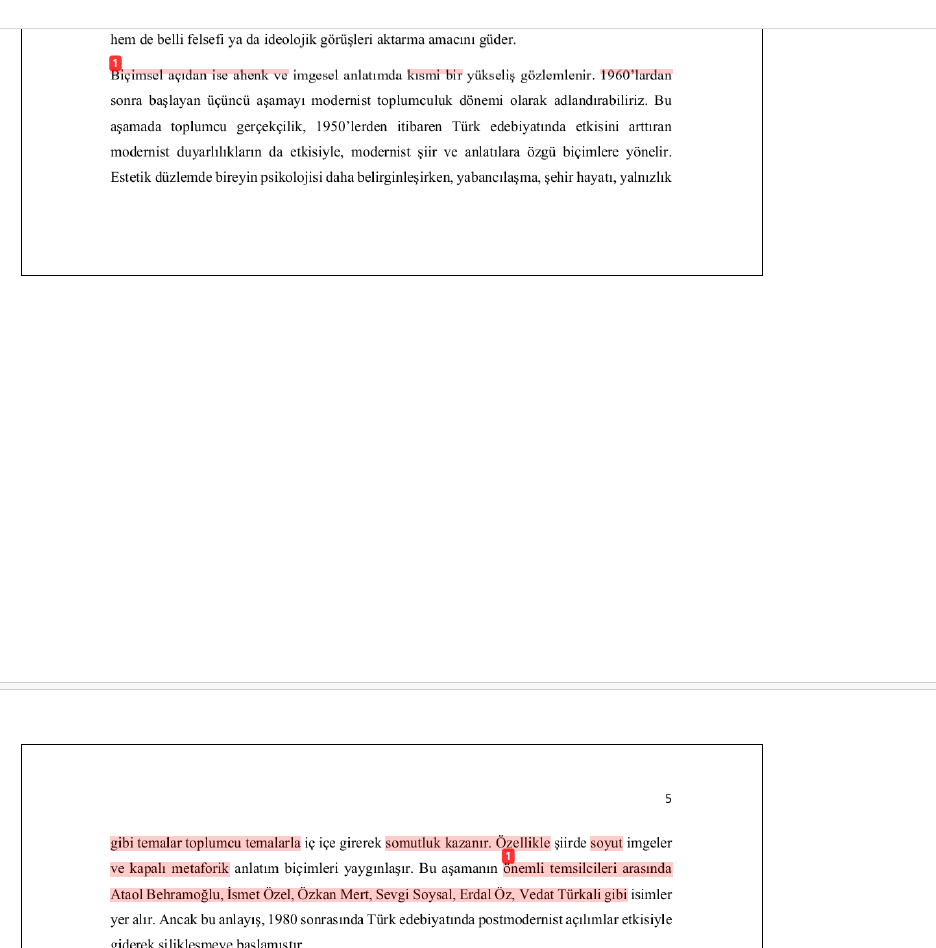 hem de belli felsefi ya da ideolojik görüşleri aktarma amacını güder.
1
Biçimsel açıdan ise ahenk ve imgesel anlatımda kısmi bir yükseliş gözlemlenir. 1960’lardan
sonra başlayan üçüncü aşamayı modernist toplumculuk dönemi olarak adlandırabiliriz. Bu
aşamada toplumcu gerçekçilik, 1950’lerden itibaren Türk edebiyatında etkisini arttıran
modernist duyarlılıkların da etkisiyle, modernist şiir ve anlatılara özgü biçimlere yönelir.
Estetik düzlemde bireyin psikolojisi daha belirginleşirken, yabancılaşma, şehir hayatı, yalnızlık
5
gibi temalar toplumcu temalarla iç içe girerek somutluk kazanır. Özellikle şiirde soyut imgeler
1
ve kapalı metaforik anlatım biçimleri yaygınlaşır. Bu aşamanın önemli temsilcileri arasında
Ataol Behramoğlu, İsmet Özel, Özkan Mert, Sevgi Soysal, Erdal Öz, Vedat Türkali gibi isimler
yer alır. Ancak bu anlayış, 1980 sonrasında Türk edebiyatında postmodernist açılımlar etkisiyle
giderek silikleşmeye başlamıştır.